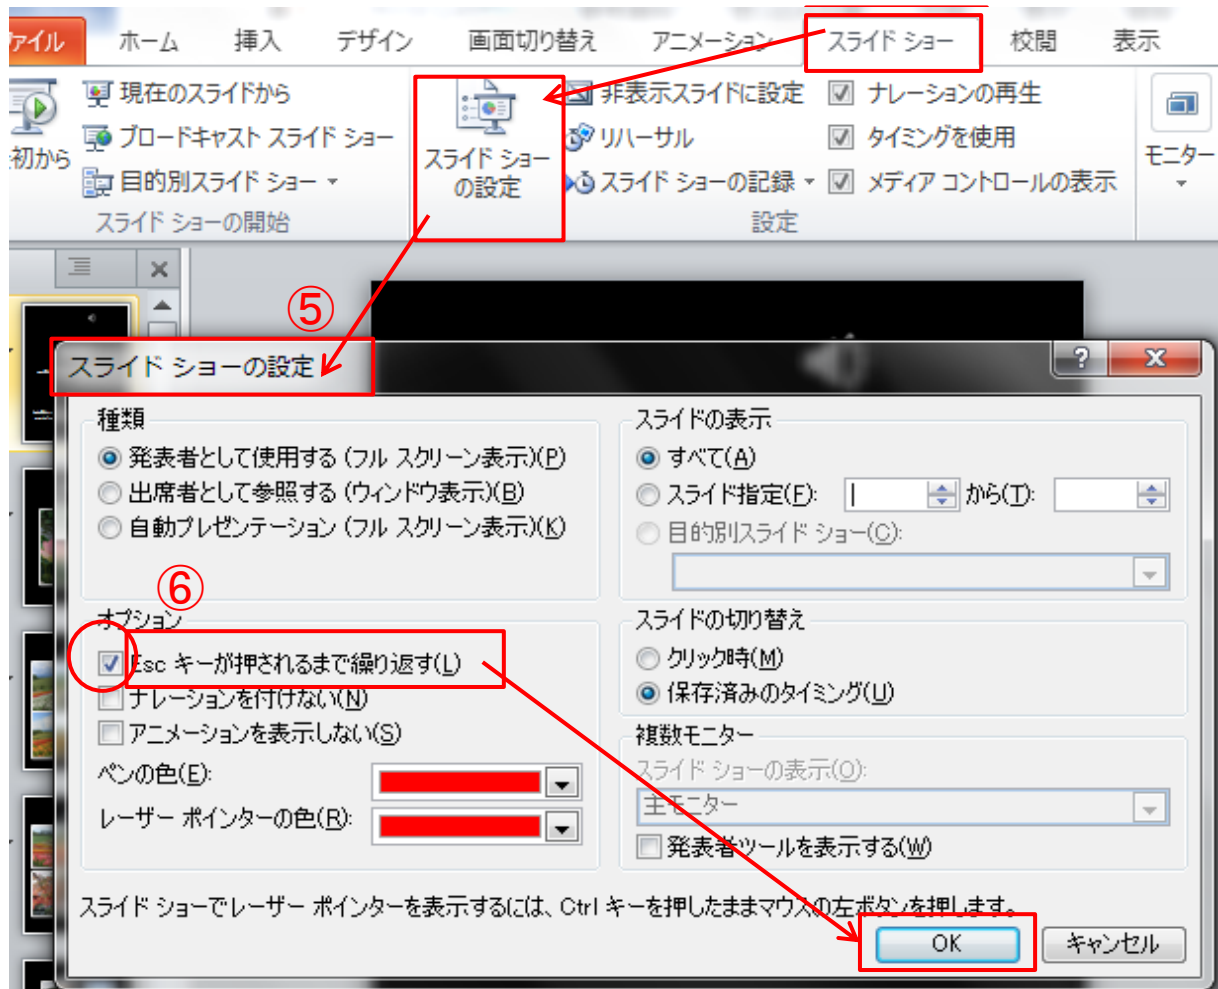 ァイル ホーム 挿入 デザイン 画面切り替え アニメーション スライド ショー 校閲 表示
現在のスライドから
ブロードキャスト スライド ショー
初から
目的別スライド ショー
スライド ショーの開始
スライド ショー
の設定
非表示スライドに設定
リハーサル
スライド ショーの記録
ナレーションの再生
タイミングを使用
メディア コントロールの表示
設定
モニター
⑤
スライド ショーの設定
?
種類
発表者として使用する (フル スクリーン表示)(P)
出席者として参照する (ウィンドウ表示)(B)
自動プレゼンテーション (フル スクリーン表示)(K)
⑥
オプション
Esc キーが押されるまで繰り返す(L)
ナレーションを付けない(N)
アニメーションを表示しない(S)
ペンの色(E):
レーザー ポインターの色(R):
スライドの表示
すべて(A)
スライド指定(F): から(T):
目的別スライド ショー(C):
スライドの切り替え
クリック時(M)
保存済みのタイミング(U)
複数モニター
スライド ショーの表示(O):
主モニター
発表者ツールを表示する(W)
スライド ショーでレーザー ポインターを表示するには、Ctrl キーを押したままマウスの左ボタンを押します。
OK キャンセル